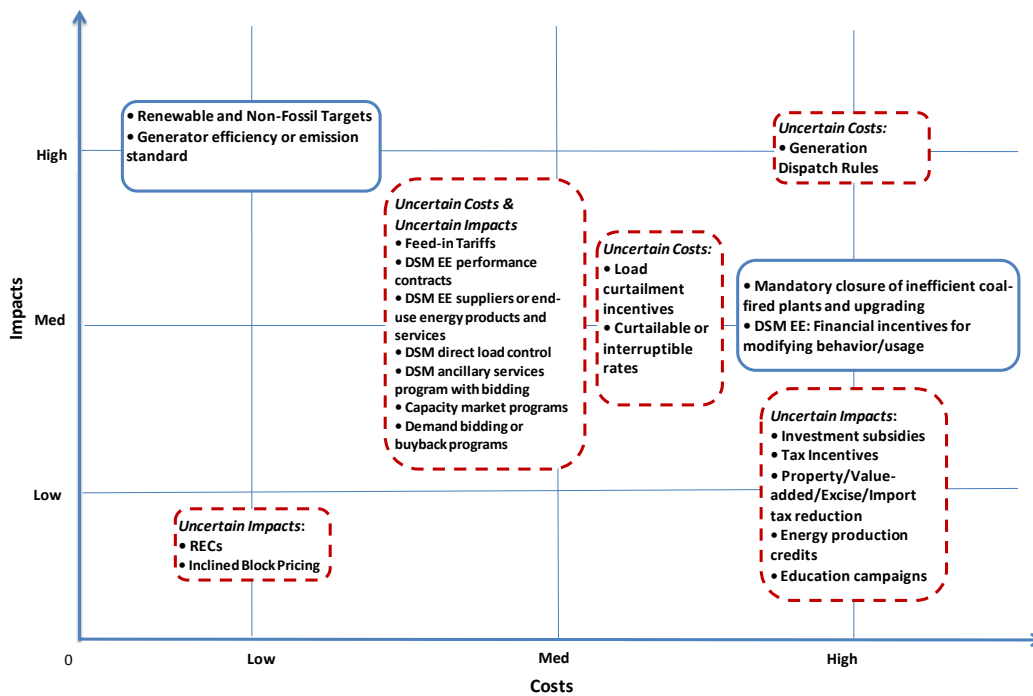 • Renewable and Non-Fossil Targets
• Generator efficiency or emission
standard
Uncertain Costs:
• Generation
Dispatch Rules
High
Uncertain Costs &
Uncertain Impacts
• Feed-in Tariffs
• DSM EE performance
contracts
• DSM EE suppliers or end-
use energy products and
services
• DSM direct load control
• DSM ancillary services
program with bidding
• Capacity market programs
• Demand bidding or
buyback programs
Uncertain Costs:
• Load
curtailment
incentives
• Curtailable or
interruptible
rates
• Mandatory closure of inefficient coal-
fired plants and upgrading
• DSM EE: Financial incentives for
modifying behavior/usage
Impacts
Med
Uncertain Impacts:
• Investment subsidies
• Tax Incentives
• Property/Value-
added/Excise/Import
tax reduction
• Energy production
credits
• Education campaigns
Low
Uncertain Impacts:
• RECs
• Inclined Block Pricing
0
Low
Med
High
Costs